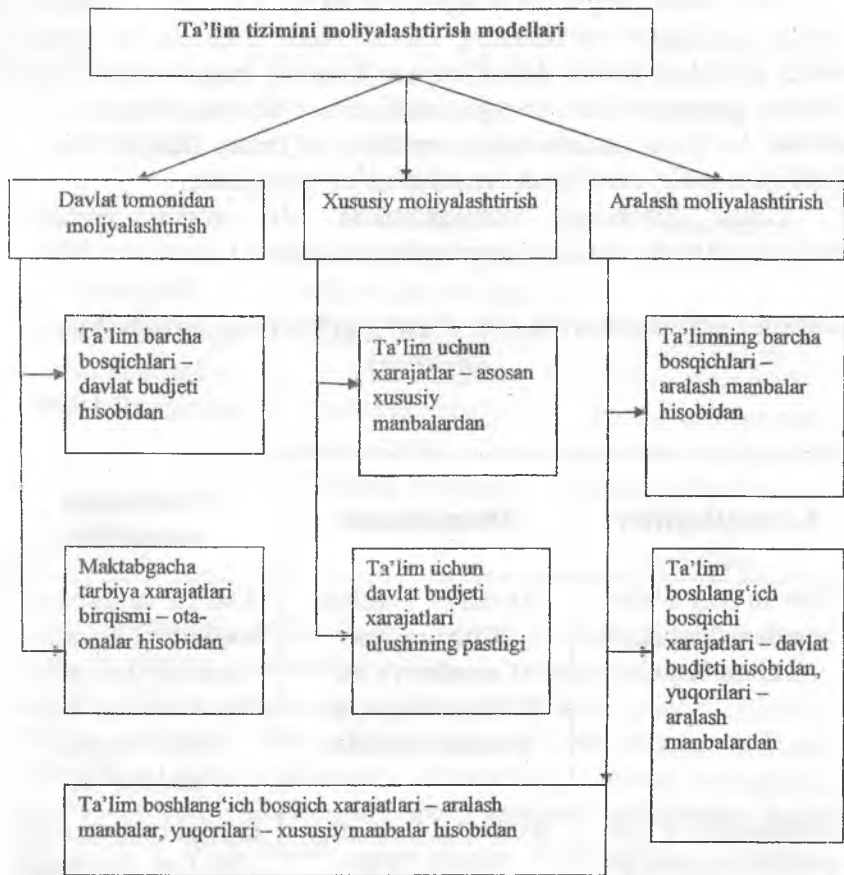 Ta’lim tizimini moliyalashtirish modellari
Davlat tomonidan
moliyalashtirish
Xususiy moliyalashtirish
Aralash moliyalashtirish
Ta’lim barcha
bosqichlari –
davlat budjeti
hisobidan
Ta’lim uchun
xarajatlar – asosan
xususiy
manbalardan
Ta’limning barcha
bosqichlari –
aralash manbalar
hisobidan
Maktabgacha
tarbiya xarajatlari
birqismi – ota-
onalar hisobidan
Ta’lim uchun
davlat budjeti
xarajatlari
ulushining pastligi
Ta’lim
boshlang‘ich
bosqichi
xarajatlari – davlat
budjeti hisobidan,
yuqorilari –
aralash
manbalardan
Ta’lim boshlang‘ich bosqich xarajatlari – aralash
manbalar, yuqorilari – xususiy manbalar hisobidan